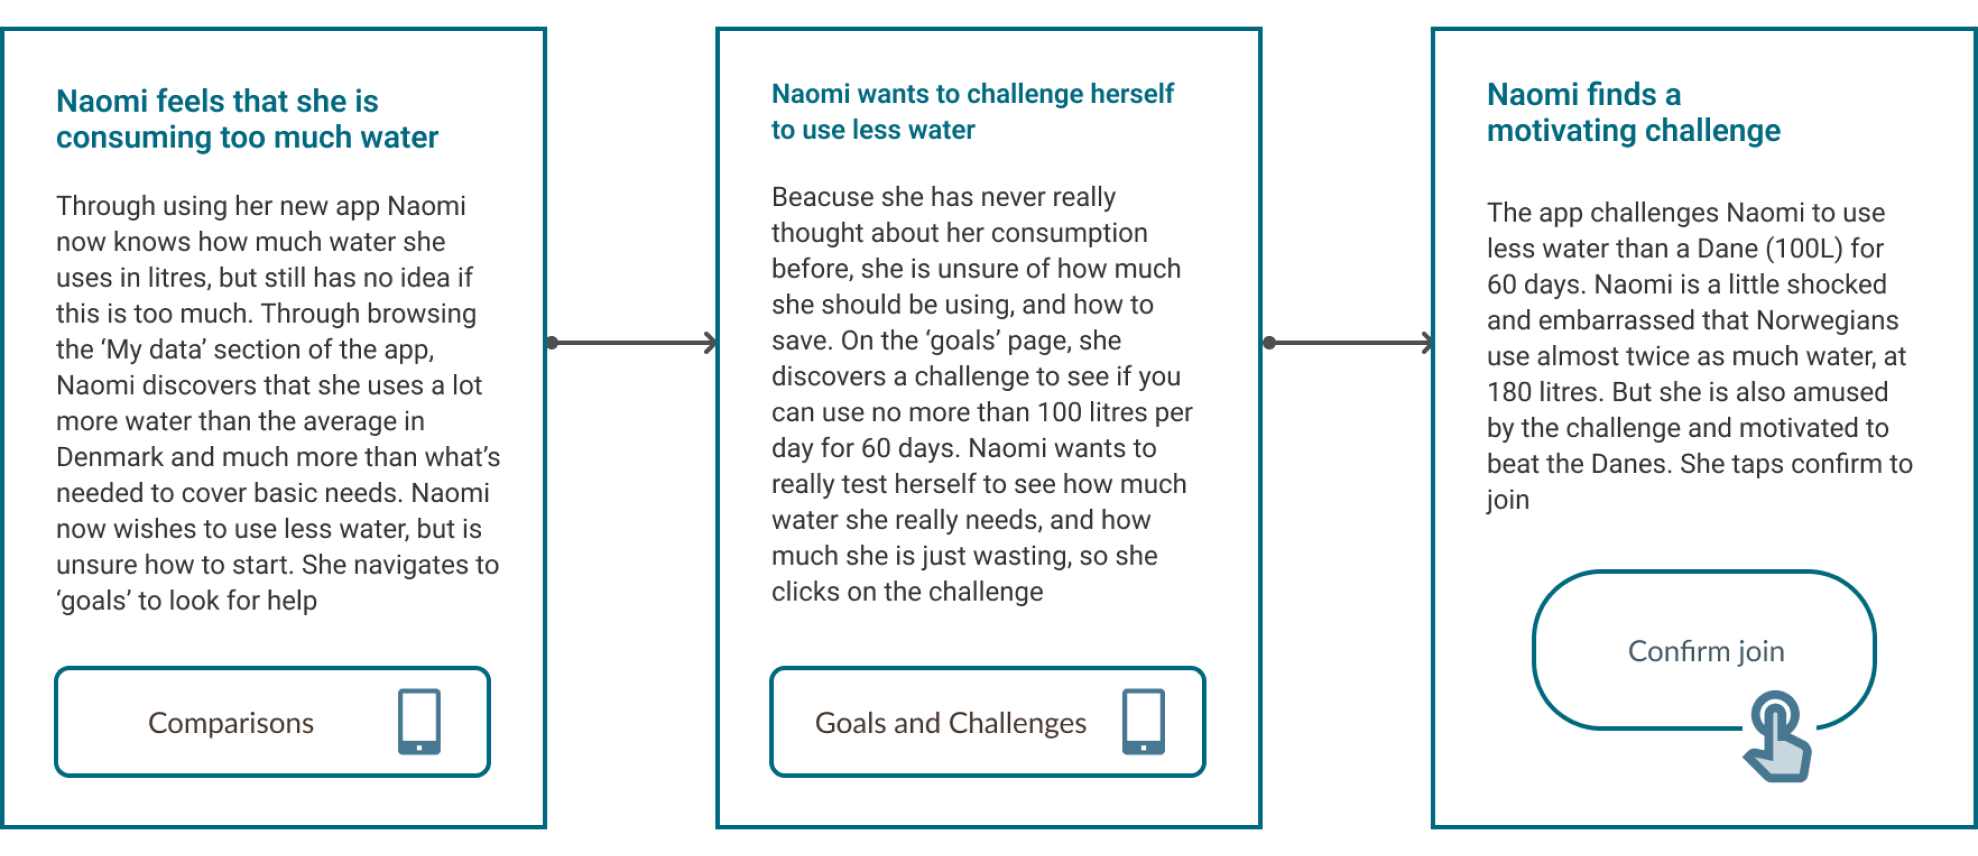 Naomi feels that she is
consuming too much water
Through using her new app Naomi
now knows how much water she
uses in litres, but still has no idea if
this is too much. Through browsing
the ‘My data’ section of the app,
Naomi discovers that she uses a lot
more water than the average in
Denmark and much more than what’s
needed to cover basic needs. Naomi
now wishes to use less water, but is
unsure how to start. She navigates to
‘goals’ to look for help
Comparisons
Naomi wants to challenge herself
to use less water
Beacuse she has never really
thought about her consumption
before, she is unsure of how much
she should be using, and how to
save. On the ‘goals’ page, she
discovers a challenge to see if you
can use no more than 100 litres per
day for 60 days. Naomi wants to
really test herself to see how much
water she really needs, and how
much she is just wasting, so she
clicks on the challenge
Goals and Challenges
Naomi finds a
motivating challenge
The app challenges Naomi to use
less water than a Dane (100L) for
60 days. Naomi is a little shocked
and embarrassed that Norwegians
use almost twice as much water, at
180 litres. But she is also amused
by the challenge and motivated to
beat the Danes. She taps confirm to
join
Confirm join